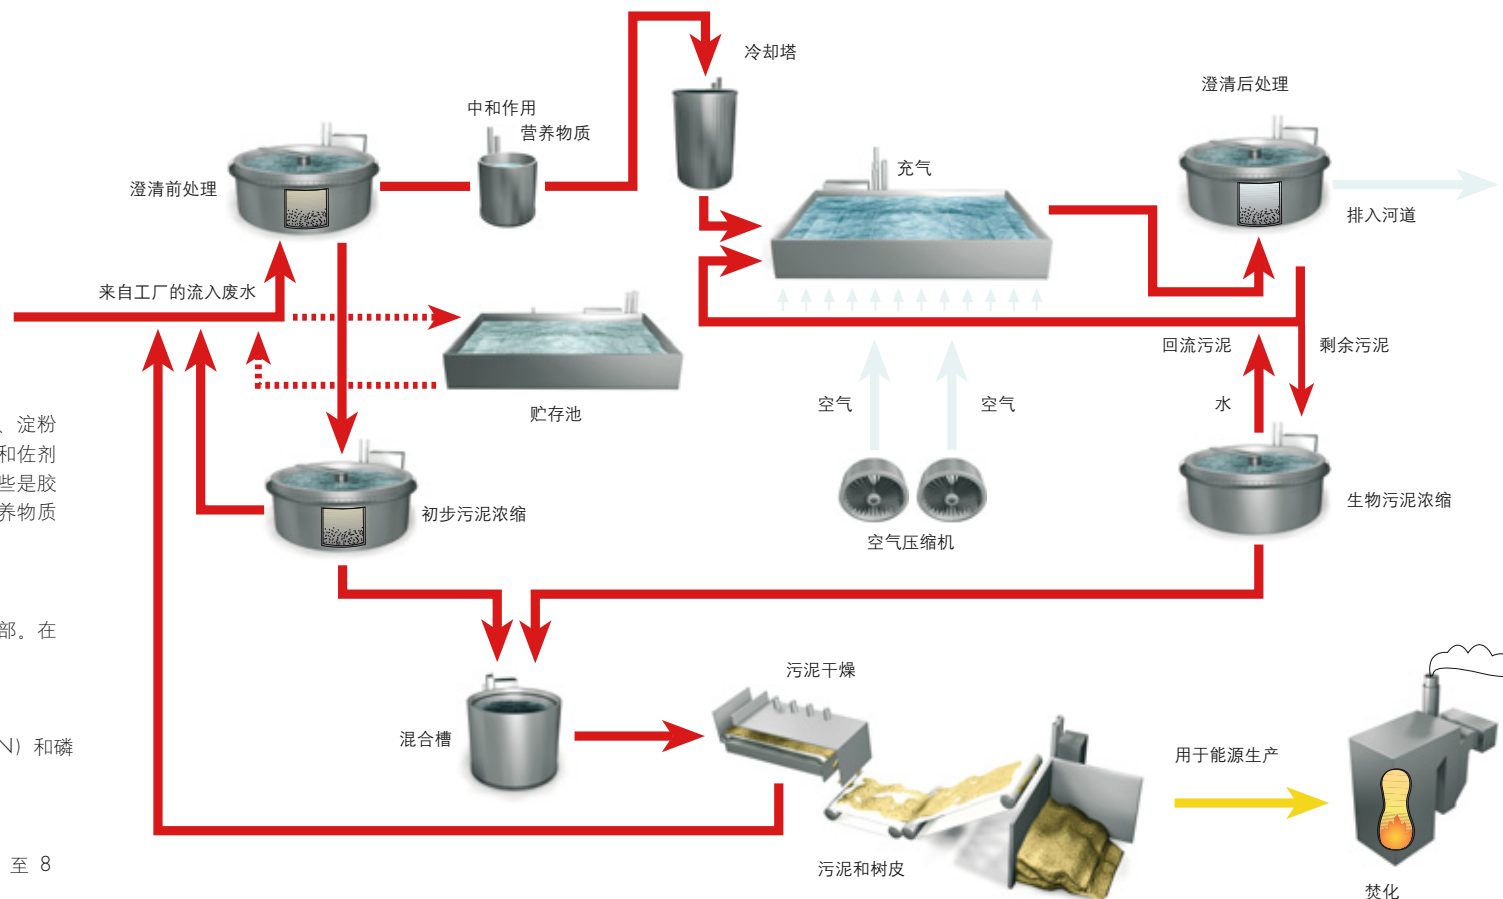 冷却塔
澄清后处理
中和作用
营养物质
充气
澄清前处理
排入河道
来自工厂的流入废水
回流污泥
剩余污泥
空气
空气
水
贮存池
、淀粉
和佐剂
些是胶
养物质
初步污泥浓缩
生物污泥浓缩
空气压缩机
部。在
污泥干燥
混合槽
N) 和磷
用于能源生产
至 8
污泥和树皮
焚化